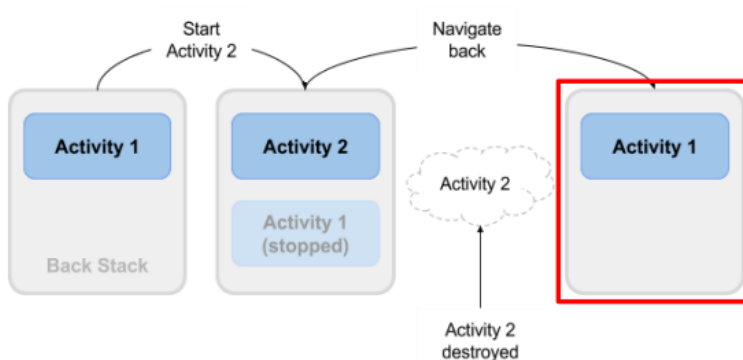 Start
Activity 2
Navigate
back
Activity 1
Activity 2
Activity 1
Activity 2
Activity 1
(stopped)
Back Stack
Activity 2
destroyed